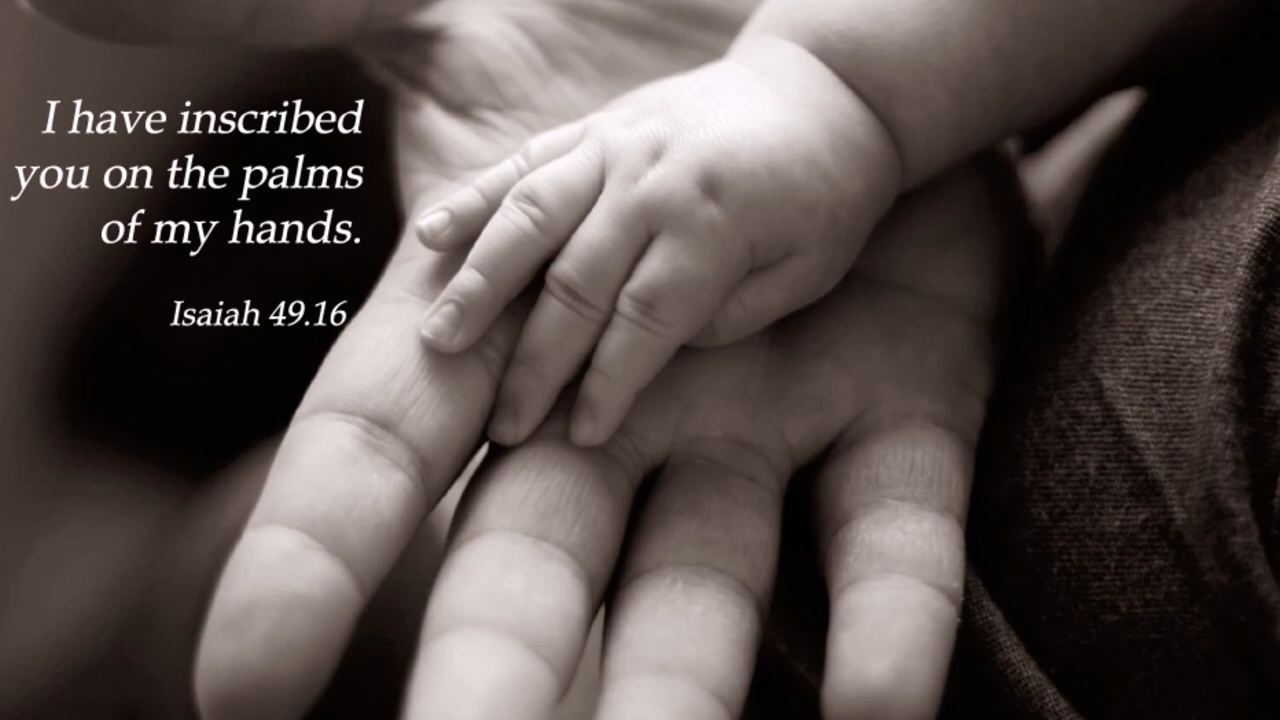 I have inscribed
you on the palms
of my hands.
Isaiah 49.16